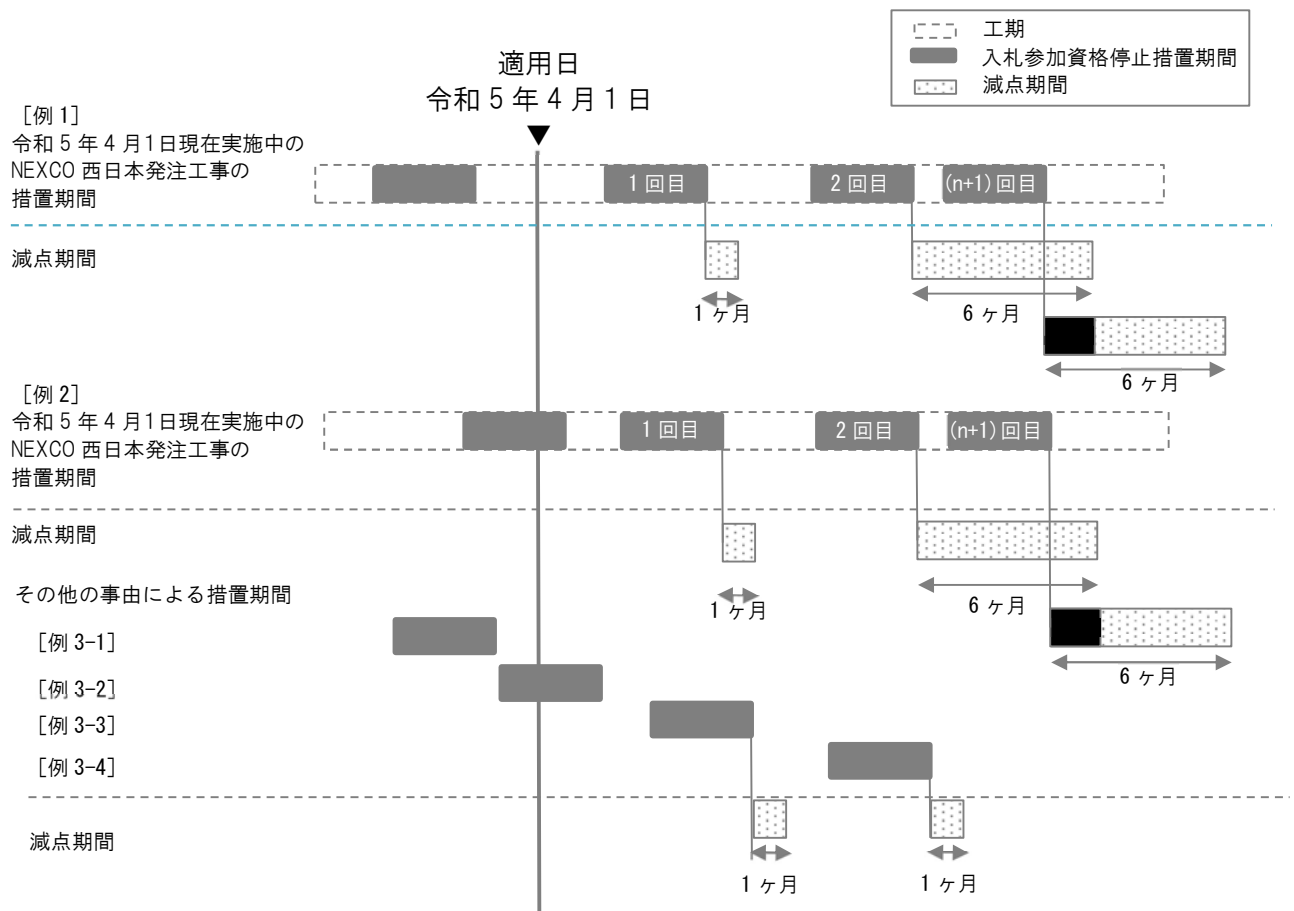 工期
入札参加資格停止措置期間
減点期間
適用日
令和 5 年 4 月 1 日
［例 1］
令和 5 年 4 月1日現在実施中の
NEXCO 西日本発注工事の
措置期間
1 回目
2 回目
(n+1) 回目
減点期間
1 ヶ月
6 ヶ月
6 ヶ月
［例 2］
令和 5 年 4 月1日現在実施中の
NEXCO 西日本発注工事の
措置期間
1 回目
2 回目
(n+1) 回目
減点期間
1 ヶ月
6 ヶ月
6 ヶ月
その他の事由による措置期間
［例 3-1］
［例 3-2］
［例 3-3］
［例 3-4］
減点期間
1 ヶ月
1 ヶ月